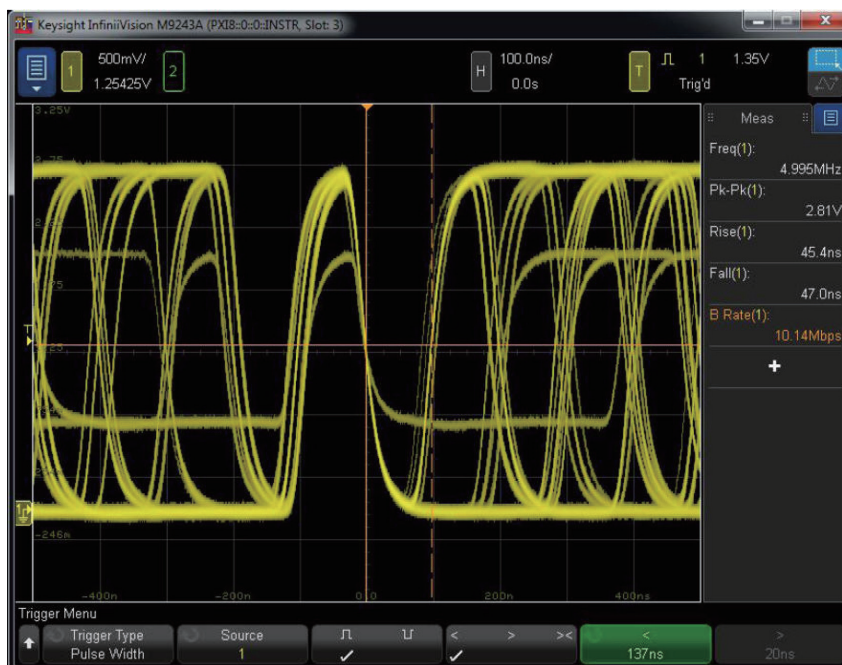 Keysight InfiniiVision M9243A (PXI8::0::0::INSTR, Slot: 3)
1 500mV/ 2 H 100.0ns/ T 1 1.35V
1.25425V 0.0s Trig'd
3.25V
Meas
Freq(1):
4.995MHz
Pk-Pk(1):
2.81V
Rise(1):
45.4ns
Fall(1):
47.0ns
B Rate(1):
10.14Mbps
+
T
-246m
-400n -200n 0.0 200n 400ns
Trigger Menu
Trigger Type Source < > >< < >
Pulse Width 1 137ns 20ns